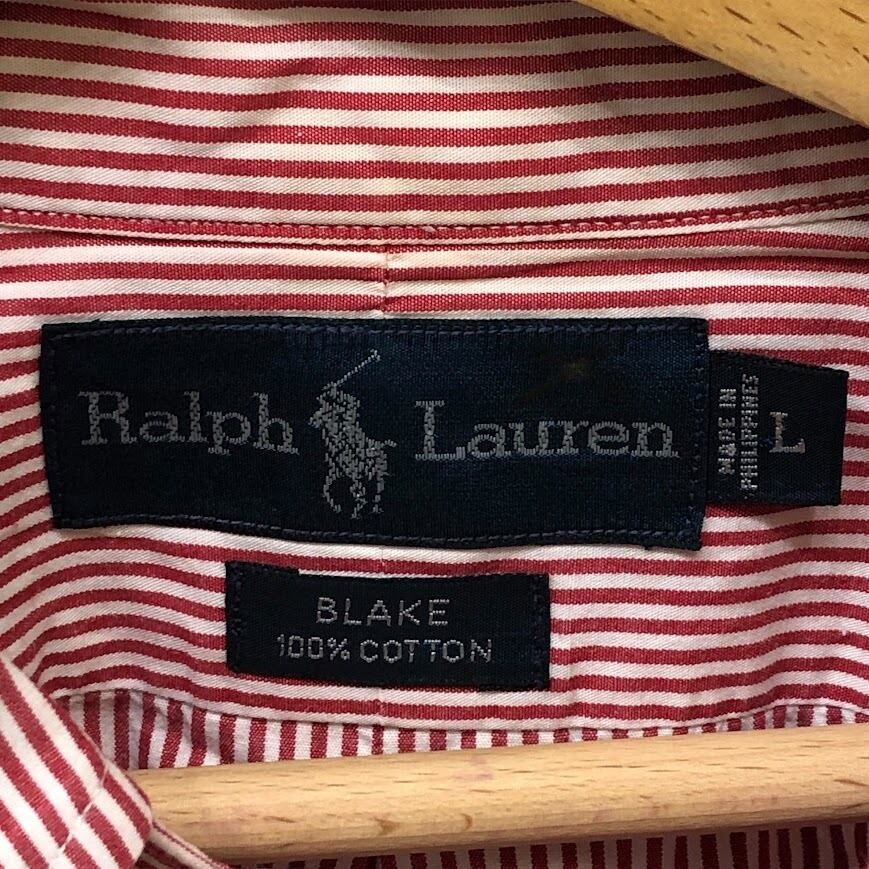 Ralph Lauren
MADE IN
PHILIPPINES
L
BLAKE
100% COTTON